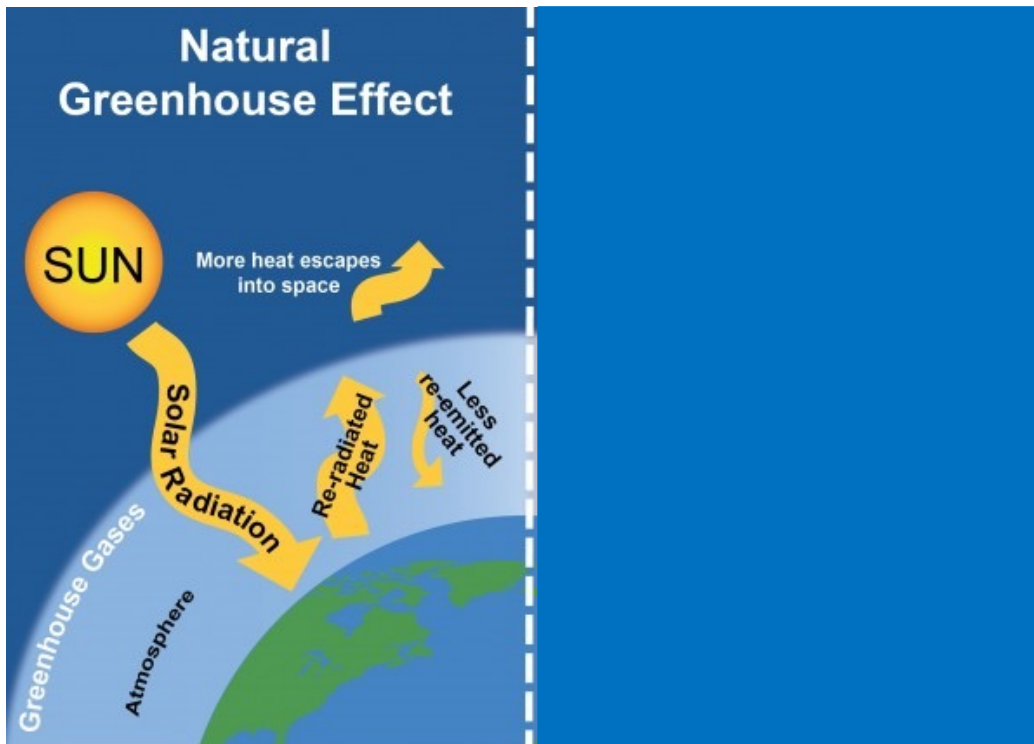 Natural
Greenhouse Effect
SUN
More heat escapes
into space
Solar Radiation
Re-radiated
Heat
Less
re-emitted
heat
Greenhouse Gases
Atmosphere